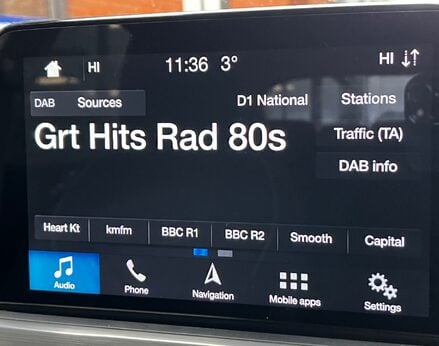 HI 11:36 3° HI
DAB Sources D1 National Stations
Grt Hits Rad 80s
Traffic (TA)
DAB info
Heart Kt kmfm BBC R1 BBC R2 Smooth Capital
Audio Phone Navigation Mobile apps Settings